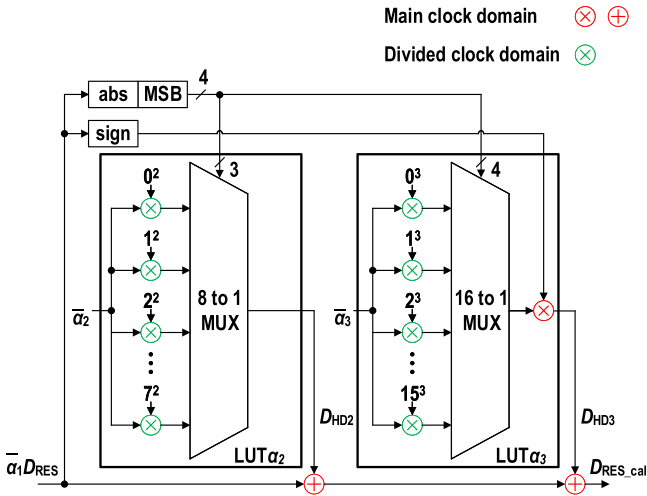 Main clock domain
Divided clock domain
abs MSB 4
sign
3 4
0² 0³
1² 1³
ᾱ₂ 2² 8 to 1 MUX ᾱ₃ 2³ 16 to 1 MUX
7² 15³
D_HD2 D_HD3
LUTα₂ LUTα₃
ᾱ₁D_RES D_RES_cal